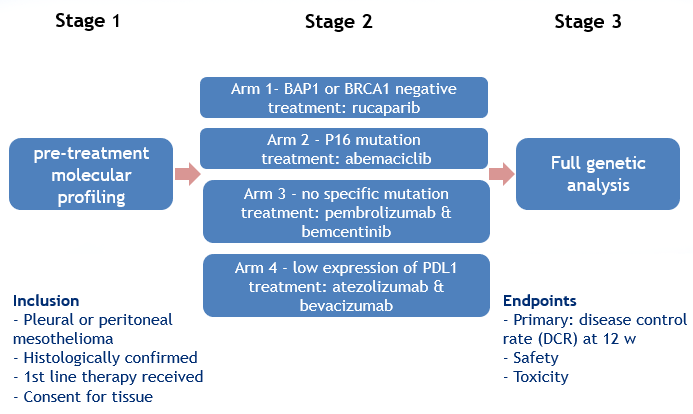 Stage 1
Stage 2
Stage 3
pre-treatment
molecular
profiling
Arm 1- BAP1 or BRCA1 negative
treatment: rucaparib
Arm 2 - P16 mutation
treatment: abemaciclib
Arm 3 - no specific mutation
treatment: pembrolizumab &
bemcentinib
Arm 4 - low expression of PDL1
treatment: atezolizumab &
bevacizumab
Full genetic
analysis
Inclusion
- Pleural or peritoneal
mesothelioma
- Histologically confirmed
- 1st line therapy received
- Consent for tissue
Endpoints
- Primary: disease control
rate (DCR) at 12 w
- Safety
- Toxicity